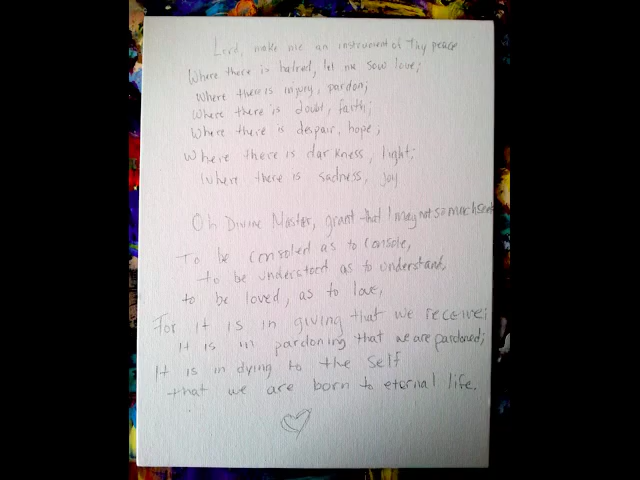 Lord, make me an instrument of Thy peace
Where there is hatred, let me sow love;
Where there is injury, pardon;
Where there is doubt, faith;
Where there is despair, hope;
Where there is darkness, light;
Where there is sadness, joy
Oh Divine Master, grant that I may not so much seek
To be consoled as to console,
to be understood as to understand,
to be loved, as to love,
For it is in giving that we receive;
it is in pardoning that we are pardoned;
It is in dying to the Self
that we are born to eternal life.